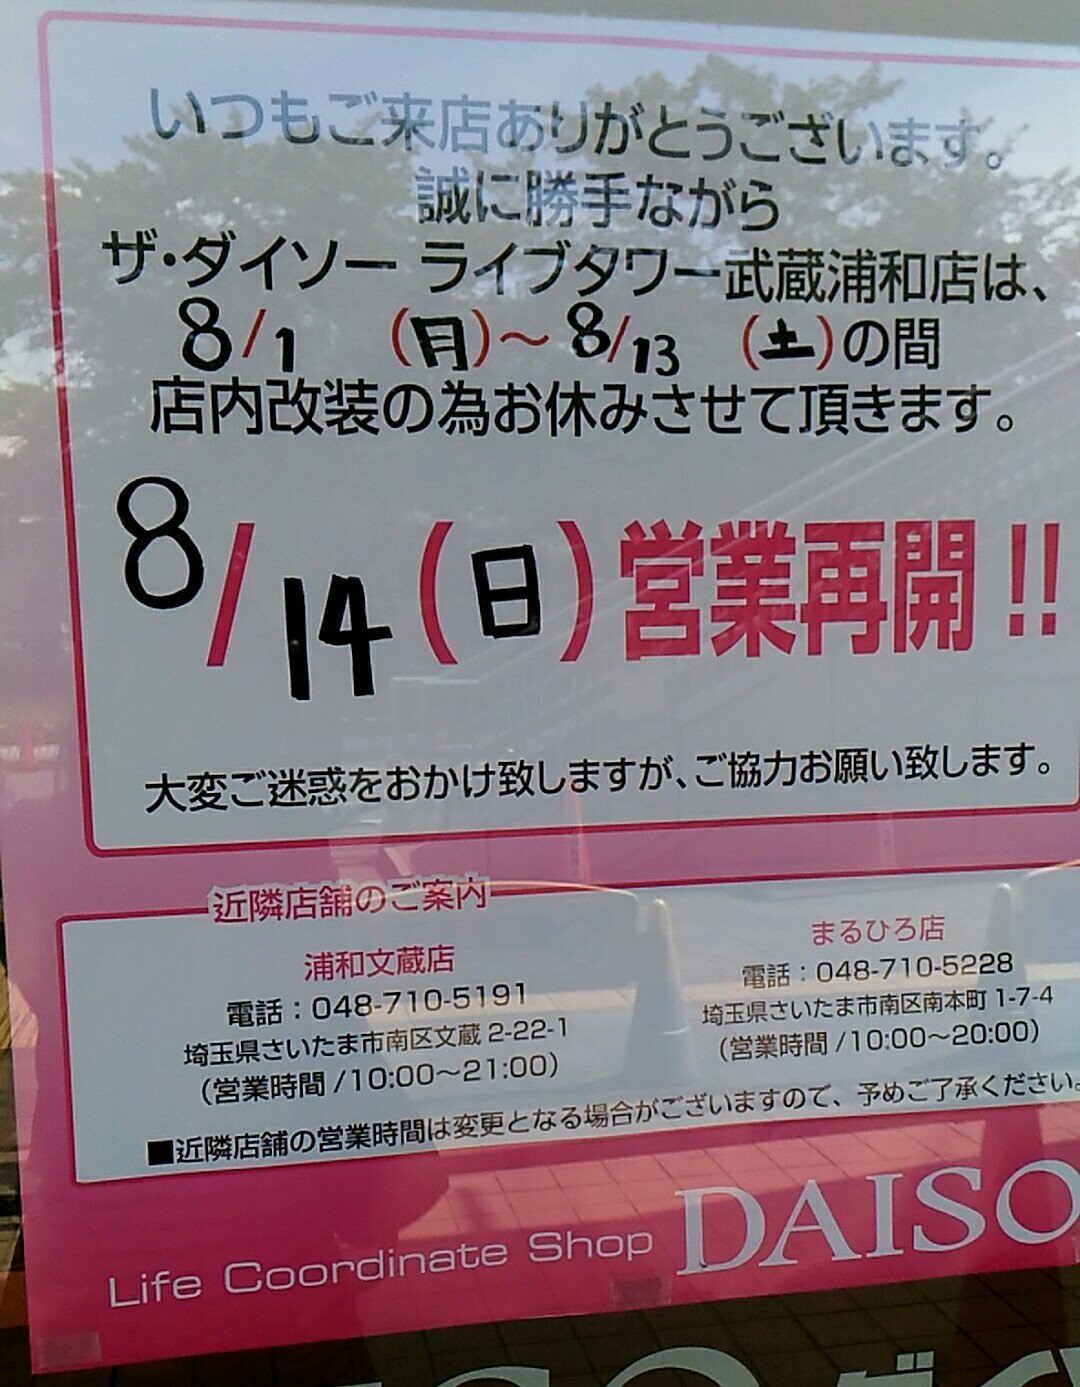 いつもご来店ありがとうございます。
誠に勝手ながら
ザ・ダイソー ライブタワー武蔵浦和店は、
8/1 (月)～8/13 (土)の間
店内改装の為お休みさせて頂きます。
8/14(日)営業再開!!
大変ご迷惑をおかけ致しますが、ご協力お願い致します。
近隣店舗のご案内
浦和文蔵店
電話：048-710-5191
埼玉県さいたま市南区文蔵 2-22-1
（営業時間 /10:00～21:00）
まるひろ店
電話：048-710-5228
埼玉県さいたま市南区南本町 1-7-4
（営業時間 /10:00～20:00）
■近隣店舗の営業時間は変更となる場合がございますので、予めご了承ください。
Life Coordinate Shop DAISO